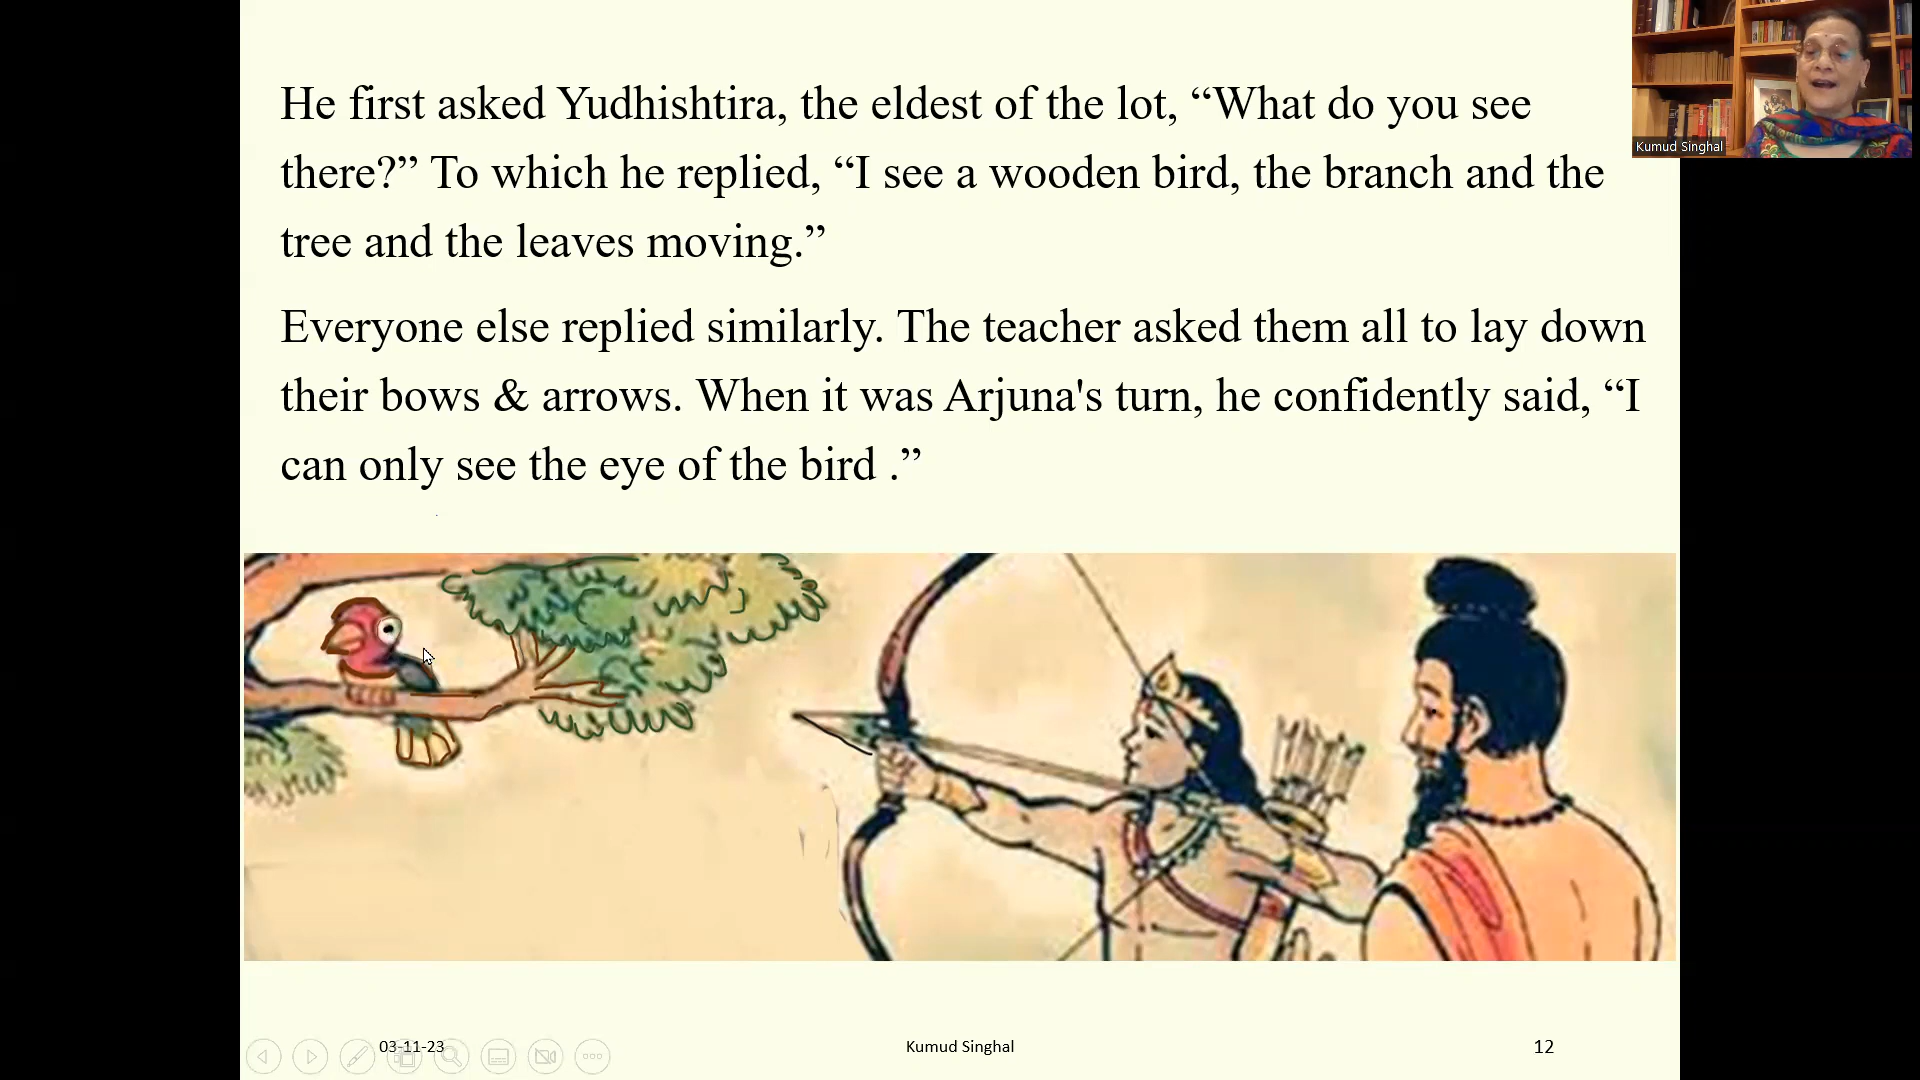 He first asked Yudhishtira, the eldest of the lot, “What do you see
there?” To which he replied, “I see a wooden bird, the branch and the
tree and the leaves moving.”
Everyone else replied similarly. The teacher asked them all to lay down
their bows & arrows. When it was Arjuna's turn, he confidently said, “I
can only see the eye of the bird .”
Kumud Singhal
03-11-23
Kumud Singhal
12